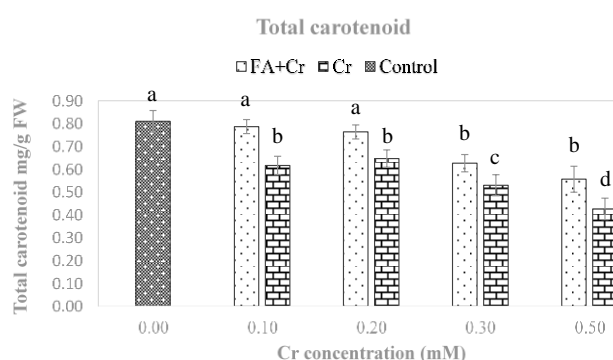 Total carotenoid
FA+Cr Cr Control
Total carotenoid mg/g FW
0.90
0.80
0.70
0.60
0.50
0.40
0.30
0.20
0.10
0.00
a
a
b
a
b
b
c
b
d
0.00 0.10 0.20 0.30 0.50
Cr concentration (mM)